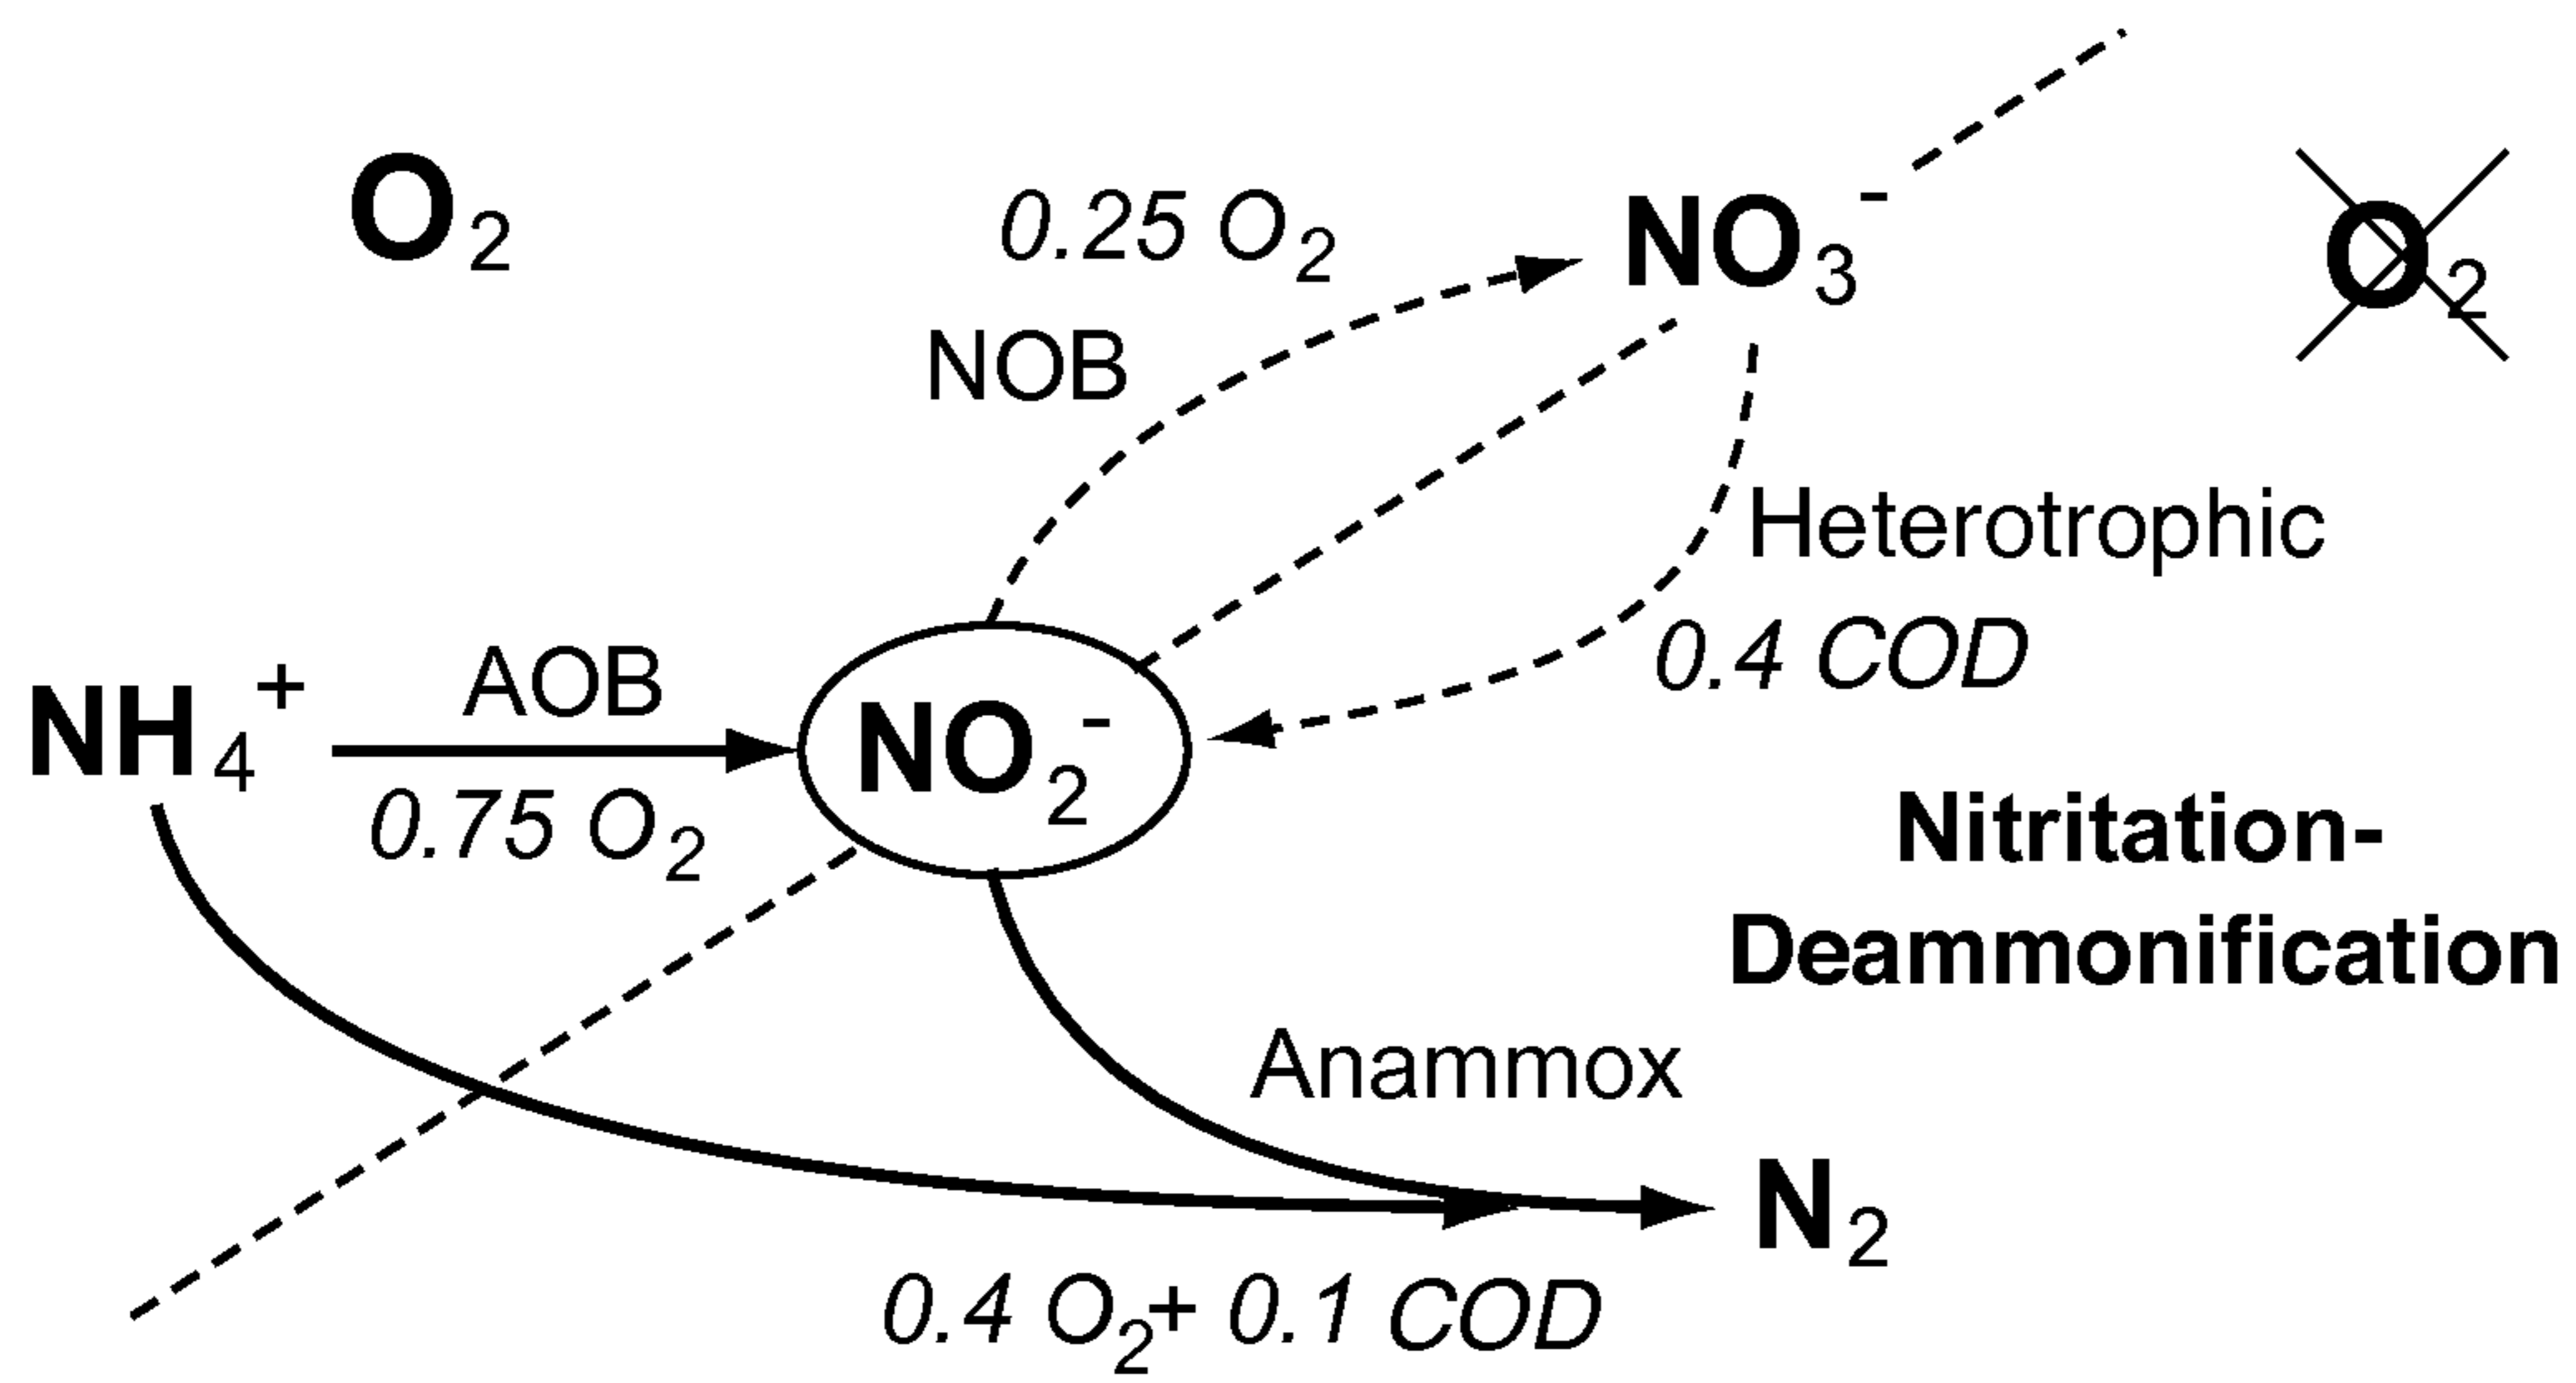 O2
0.25 O2
NO3-
O2
NOB
Heterotrophic
0.4 COD
NH4+
AOB
0.75 O2
NO2-
Nitritation-
Deammonification
Anammox
N2
0.4 O2+ 0.1 COD